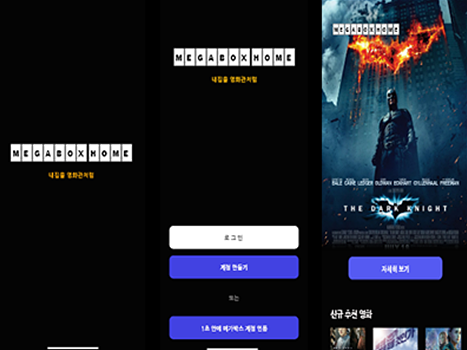 MEGABOXHOME
내집을 영화관처럼
MEGABOXHOME
내집을 영화관처럼
로그인
계정 만들기
또는
1초 만에 메가박스 계정 연동
MEGABOXHOME
BALE CAINE LEDGER OLDMAN ECKHART GYLLENHAAL FREEMAN
THE DARK KNIGHT
자세히 보기
신규 추천 영화